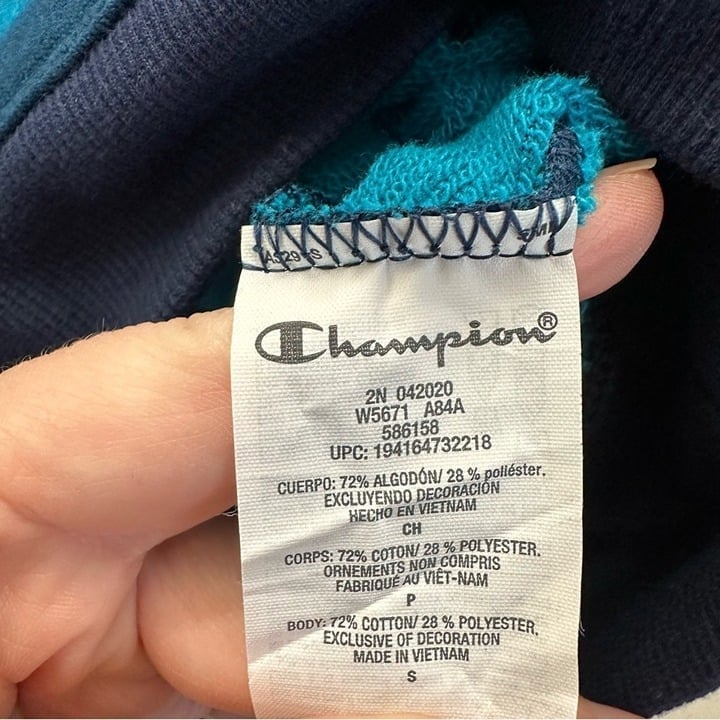 AS29-S SML
Champion®
2N 042020
W5671 A84A
586158
UPC: 194164732218
CUERPO: 72% ALGODÓN/ 28 % poliéster.
EXCLUYENDO DECORACIÓN
HECHO EN VIETNAM
CH
CORPS: 72% COTON/ 28 % POLYESTER.
ORNEMENTS NON COMPRIS
FABRIQUÉ AU VIÊT-NAM
P
BODY: 72% COTTON/ 28 % POLYESTER.
EXCLUSIVE OF DECORATION
MADE IN VIETNAM
S